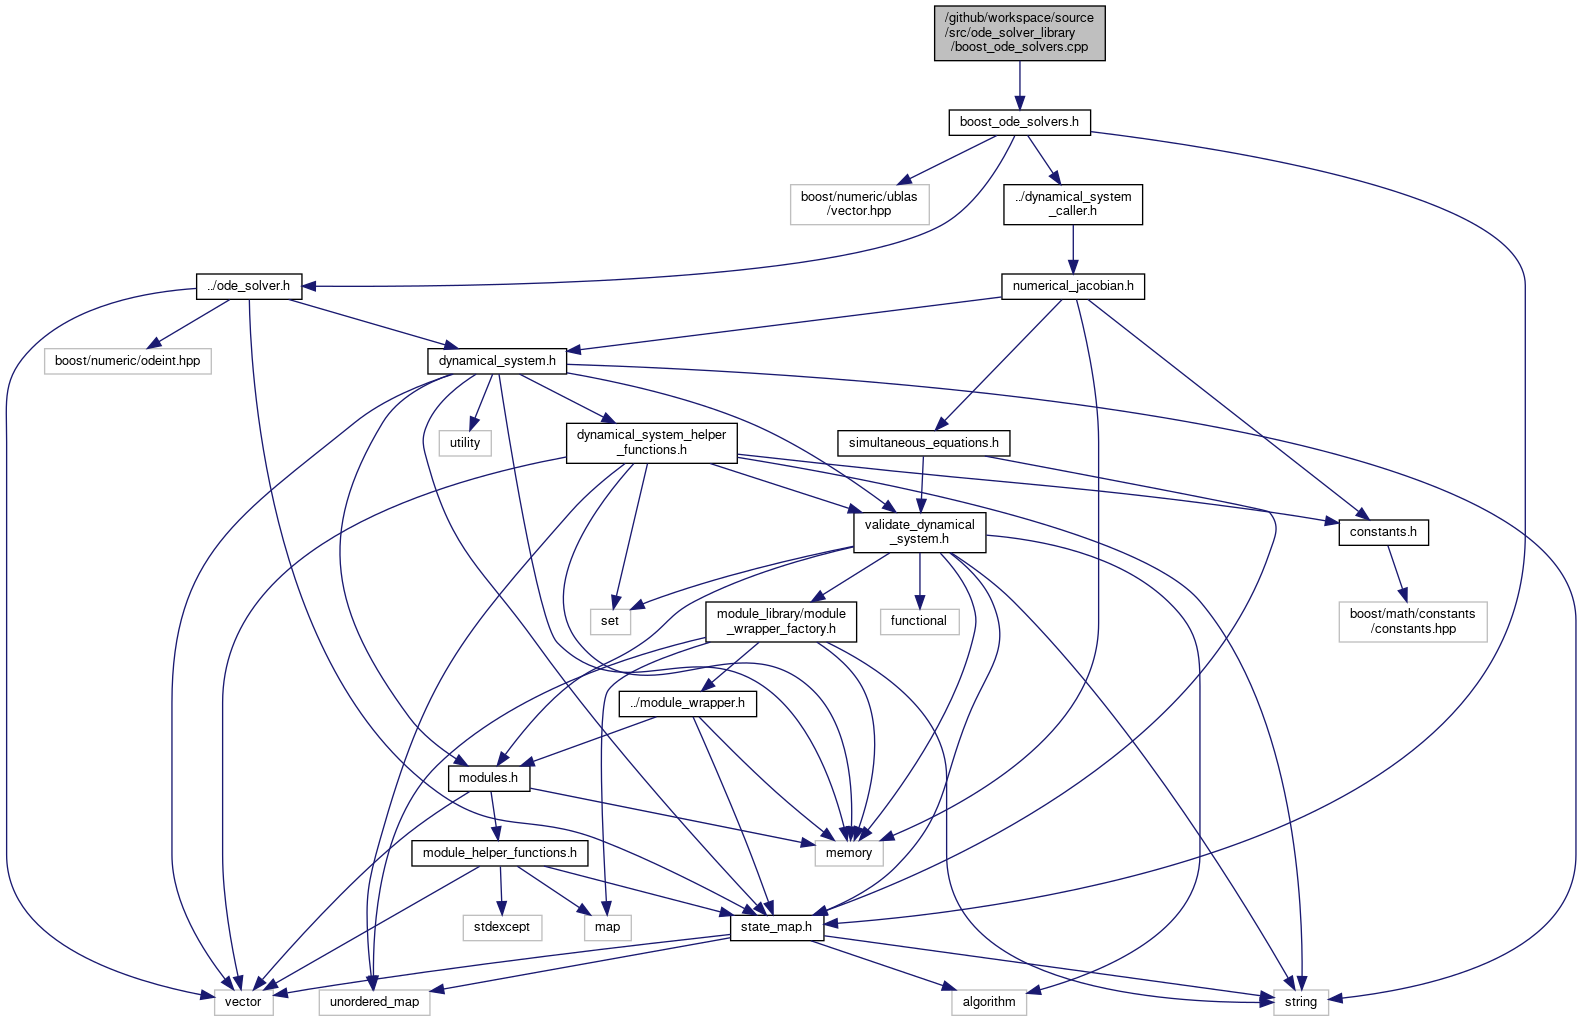 /github/workspace/source
/src/ode_solver_library
/boost_ode_solvers.cpp
boost_ode_solvers.h
boost/numeric/ublas
/vector.hpp
../dynamical_system
_caller.h
../ode_solver.h
numerical_jacobian.h
boost/numeric/odeint.hpp
dynamical_system.h
utility
dynamical_system_helper
_functions.h
simultaneous_equations.h
validate_dynamical
_system.h
constants.h
set
module_library/module
_wrapper_factory.h
functional
boost/math/constants
/constants.hpp
../module_wrapper.h
modules.h
module_helper_functions.h
memory
stdexcept
map
state_map.h
vector
unordered_map
algorithm
string